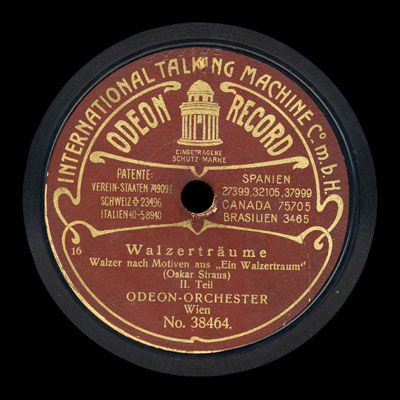 INTERNATIONAL TALKING MACHINE Co. m.b.H.
ODEON RECORD
EINGETRAGENE
SCHUTZ-MARKE
PATENTE:
VEREIN-STAATEN 749092
SCHWEIZ✚23496
ITALIEN 40-58940
SPANIEN
27399,32105,37999
CANADA 75705
BRASILIEN 3465
16
Walzerträume
Walzer nach Motiven aus „Ein Walzertraum"
(Oskar Straus)
II. Teil
ODEON-ORCHESTER
Wien
No. 38464.